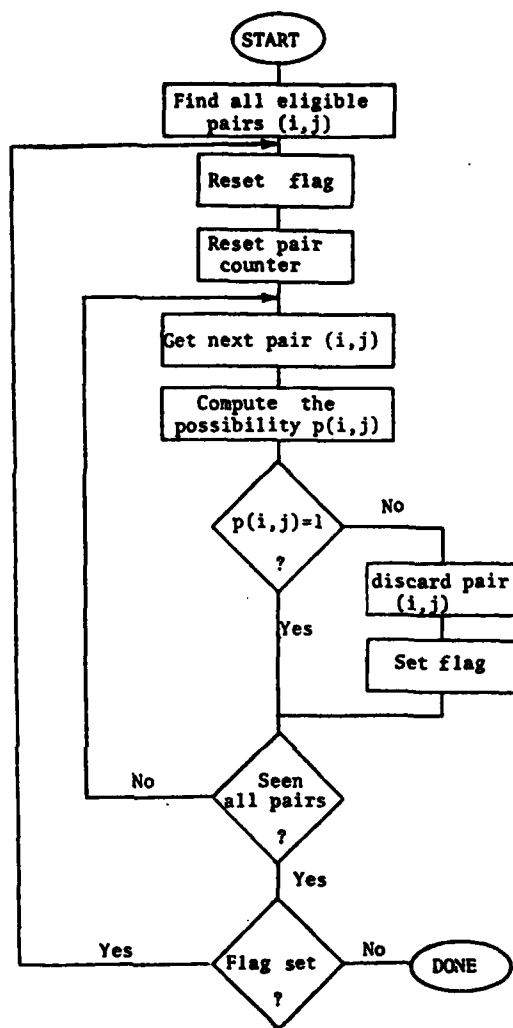 START
Find all eligible
pairs (i,j)
Reset flag
Reset pair
counter
Get next pair (i,j)
Compute the
possibility p(i,j)
p(i,j)=1
?
No
discard pair
(i,j)
Set flag
Yes
No
Seen
all pairs
?
Yes
Yes
Flag set
?
No
DONE